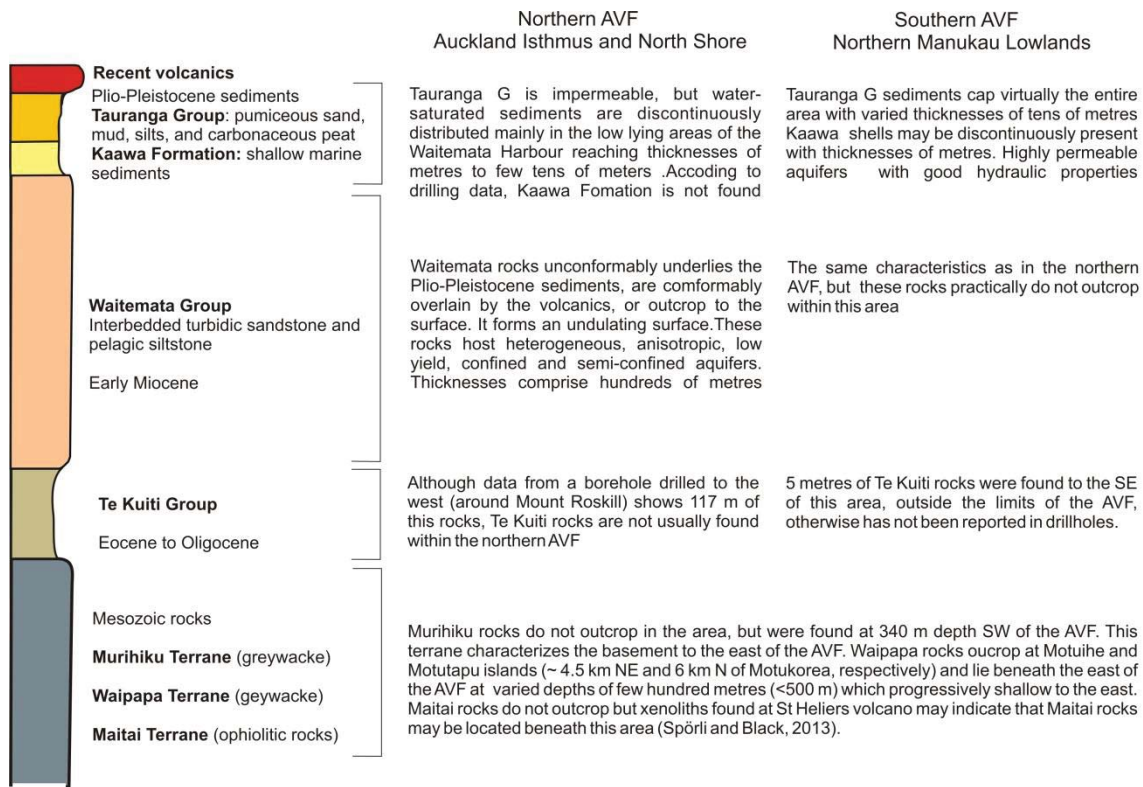 Northern AVF
Auckland Isthmus and North Shore
Southern AVF
Northern Manukau Lowlands
Recent volcanics
Plio-Pleistocene sediments
Tauranga Group: pumiceous sand,
mud, silts, and carbonaceous peat
Kaawa Formation: shallow marine
sediments
Tauranga G is impermeable, but water-
saturated sediments are discontinuously
distributed mainly in the low lying areas of the
Waitemata Harbour reaching thicknesses of
metres to few tens of meters .Accoding to
drilling data, Kaawa Fomation is not found
Tauranga G sediments cap virtually the entire
area with varied thicknesses of tens of metres
Kaawa shells may be discontinuously present
with thicknesses of metres. Highly permeable
aquifers with good hydraulic properties
Waitemata Group
Interbedded turbidic sandstone and
pelagic siltstone
Early Miocene
Waitemata rocks unconformably underlies the
Plio-Pleistocene sediments, are comformably
overlain by the volcanics, or outcrop to the
surface. It forms an undulating surface.These
rocks host heterogeneous, anisotropic, low
yield, confined and semi-confined aquifers.
Thicknesses comprise hundreds of metres
The same characteristics as in the northern
AVF, but these rocks practically do not outcrop
within this area
Te Kuiti Group
Eocene to Oligocene
Although data from a borehole drilled to the
west (around Mount Roskill) shows 117 m of
this rocks, Te Kuiti rocks are not usually found
within the northern AVF
5 metres of Te Kuiti rocks were found to the SE
of this area, outside the limits of the AVF,
otherwise has not been reported in drillholes.
Mesozoic rocks
Murihiku Terrane (greywacke)
Waipapa Terrane (geywacke)
Maitai Terrane (ophiolitic rocks)
Murihiku rocks do not outcrop in the area, but were found at 340 m depth SW of the AVF. This
terrane characterizes the basement to the east of the AVF. Waipapa rocks oucrop at Motuihe and
Motutapu islands (~ 4.5 km NE and 6 km N of Motukorea, respectively) and lie beneath the east of
the AVF at varied depths of few hundred metres (<500 m) which progressively shallow to the east.
Maitai rocks do not outcrop but xenoliths found at St Heliers volcano may indicate that Maitai rocks
may be located beneath this area (Spörli and Black, 2013).